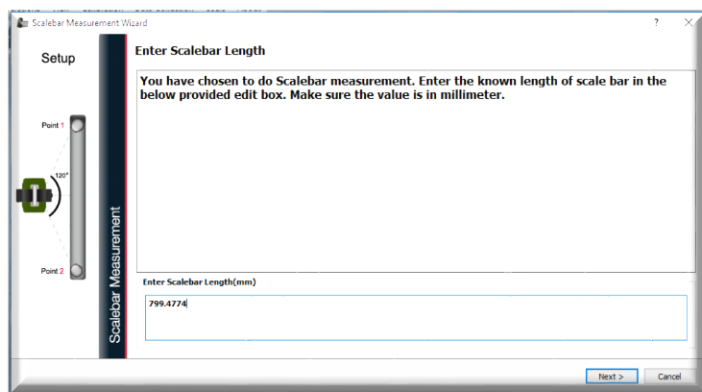 Scalebar Measurement Wizard
?
Setup
Enter Scalebar Length
You have chosen to do Scalebar measurement. Enter the known length of scale bar in the
below provided edit box. Make sure the value is in millimeter.
Point 1
120°
Point 2
Scalebar Measurement
Enter Scalebar Length(mm)
799.4774
Next >
Cancel